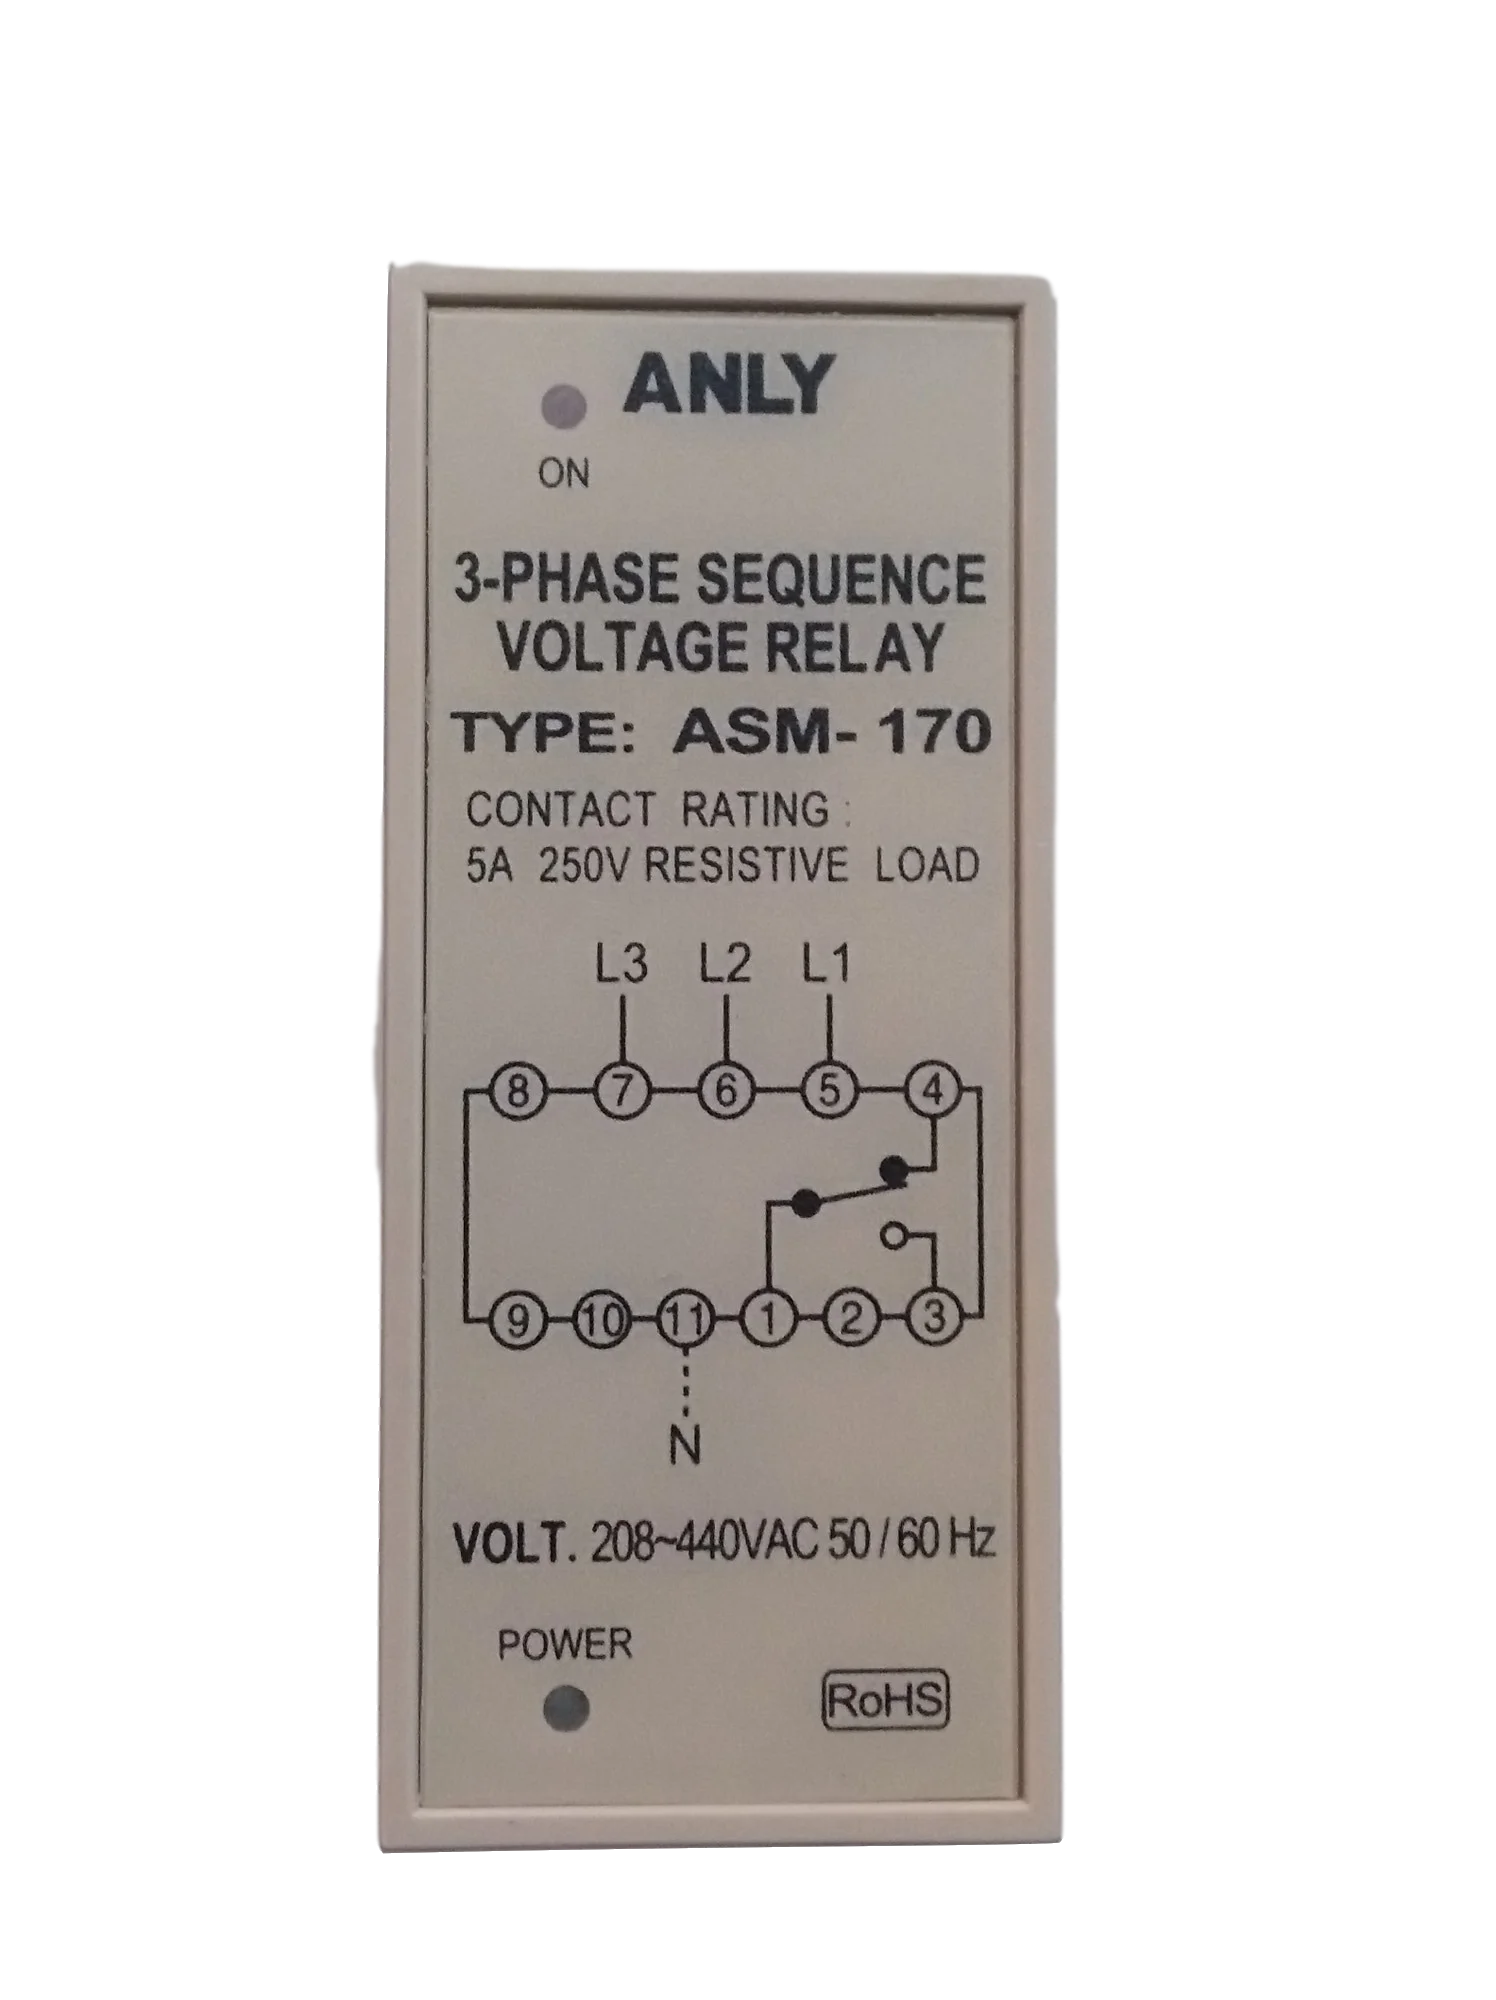 ANLY
ON
3-PHASE SEQUENCE
VOLTAGE RELAY
TYPE: ASM- 170
CONTACT RATING :
5A 250V RESISTIVE LOAD
L3 L2 L1
8 7 6 5 4
9 10 11 1 2 3
N
VOLT. 208~440VAC 50 / 60 Hz
POWER
RoHS